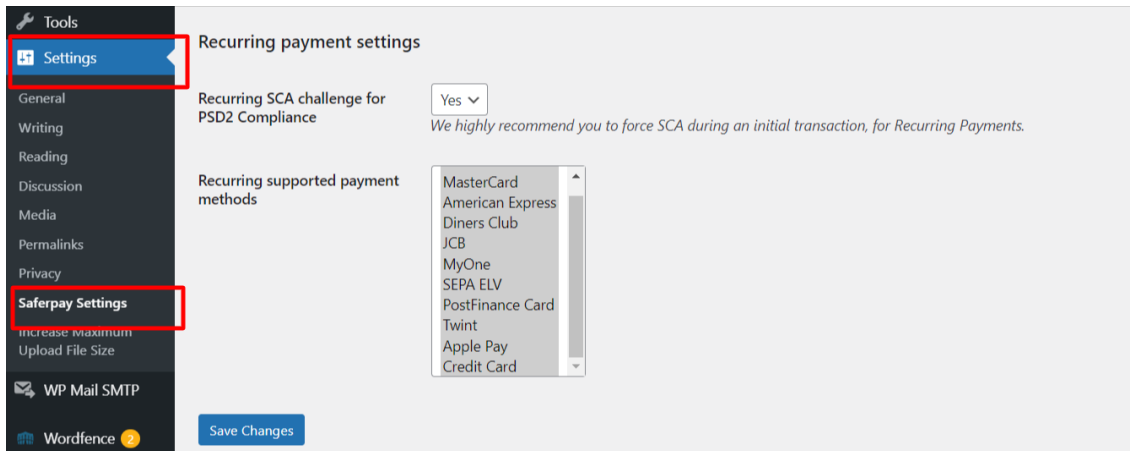 Tools
Settings
General
Writing
Reading
Discussion
Media
Permalinks
Privacy
Saferpay Settings
Increase Maximum
Upload File Size
WP Mail SMTP
Wordfence 2
Recurring payment settings
Recurring SCA challenge for
PSD2 Compliance
Yes
We highly recommend you to force SCA during an initial transaction, for Recurring Payments.
Recurring supported payment
methods
MasterCard
American Express
Diners Club
JCB
MyOne
SEPA ELV
PostFinance Card
Twint
Apple Pay
Credit Card
Save Changes